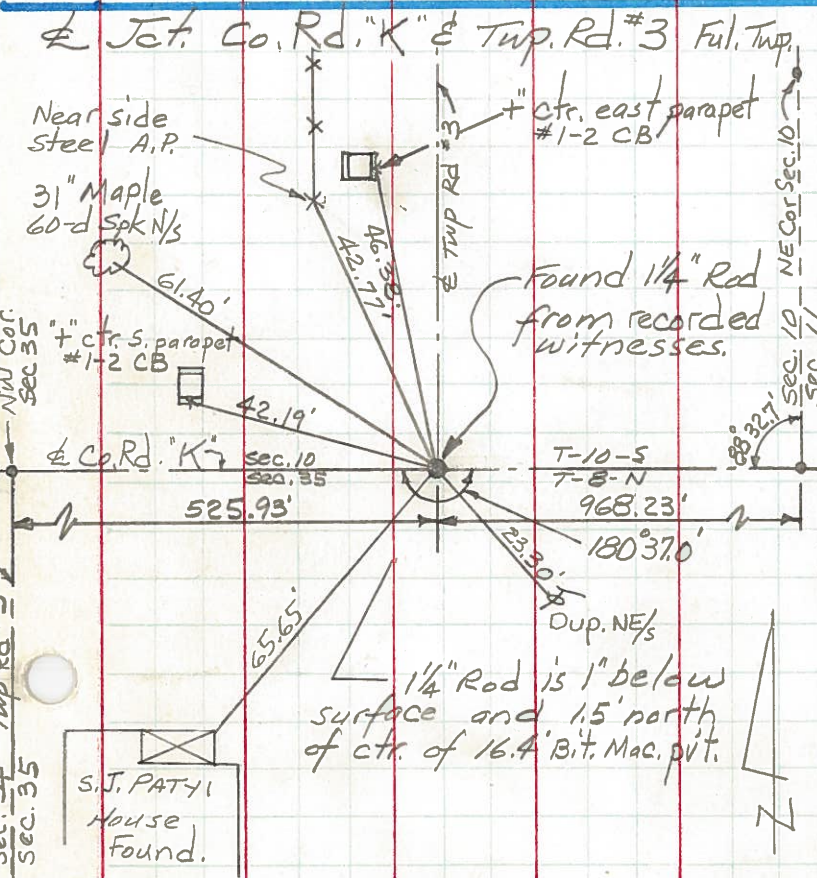 ℄ Jct. Co. Rd. "K" & Twp. Rd. #3 Ful. Twp.
Near side
Steel A.P.
"+" ctr. east parapet
#1-2 CB
31" Maple
60-d Spk N/s
℄ Twp Rd #3
NE Cor Sec. 10
46.38'
42.77'
61.40'
Found 1¼" Rod
from recorded
witnesses.
NW Cor.
Sec 35
"+" ctr. S. parapet
#1-2 CB
42.19'
Sec. 10
Sec.
88°32.7'
℄ Co. Rd. "K"
Sec. 10
Sec. 35
T-10-S
T-8-N
525.93'
968.23'
180°37.0'
23.30'
Dup. NE/s
65.65'
1¼" Rod is 1" below
surface and 1.5' north
of ctr. of 16.4' Bit. Mac. pvt.
Twp Rd
Sec. 35
S.J. PATYI
House
Found.
N